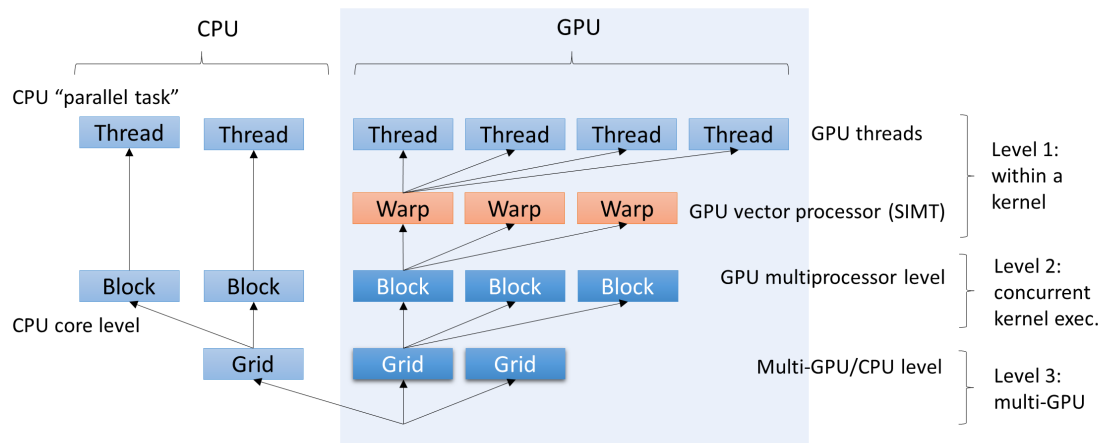 CPU
GPU
CPU “parallel task”
Thread
Thread
Thread
Thread
Thread
Thread
GPU threads
Level 1:
within a
kernel
Warp
Warp
Warp
GPU vector processor (SIMT)
Block
Block
Block
Block
Block
GPU multiprocessor level
Level 2:
concurrent
kernel exec.
CPU core level
Grid
Grid
Grid
Multi-GPU/CPU level
Level 3:
multi-GPU